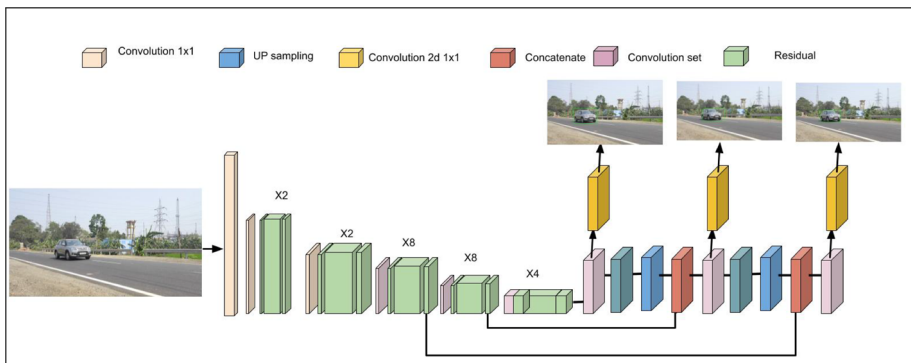 Convolution 1x1
UP sampling
Convolution 2d 1x1
Concatenate
Convolution set
Residual
X2
X2
X8
X8
X4